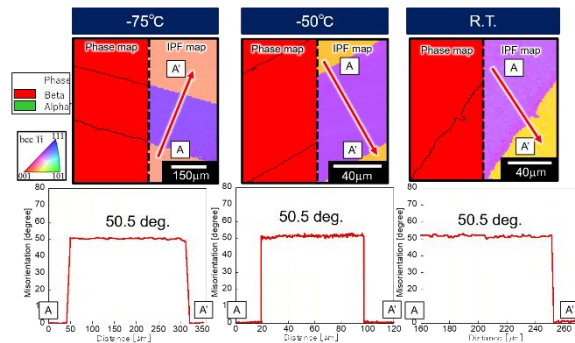 -75°C
-50°C
R.T.
Phase map
IPF map
A'
A
150μm
Phase map
IPF map
A
A'
40μm
Phase map
IPF map
A
A'
40μm
Phase
Beta
Alpha
bcc Ti
111
001
101
50.5 deg.
Misorientation [degree]
80
70
60
50
40
30
20
10
0
A
A'
0
50
100
150
200
250
300
350
Distance [μm]
50.5 deg.
Misorientation [degree]
80
70
60
50
40
30
20
10
0
A
A'
0
20
40
60
80
100
120
Distance [μm]
50.5 deg.
Misorientation [degree]
80
70
60
50
40
30
20
10
0
A
A'
160
180
200
220
240
260
Distance [μm]